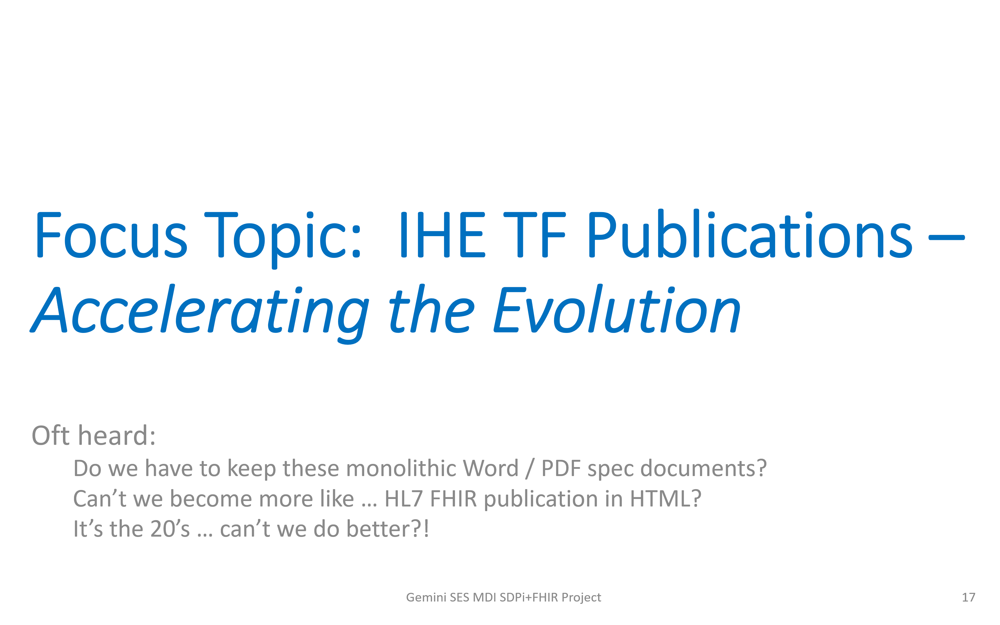 Focus Topic:  IHE TF Publications –
Accelerating the Evolution
Oft heard:
Do we have to keep these monolithic Word / PDF spec documents?
Can’t we become more like … HL7 FHIR publication in HTML?
It’s the 20’s … can’t we do better?!
Gemini SES MDI SDPi+FHIR Project
17